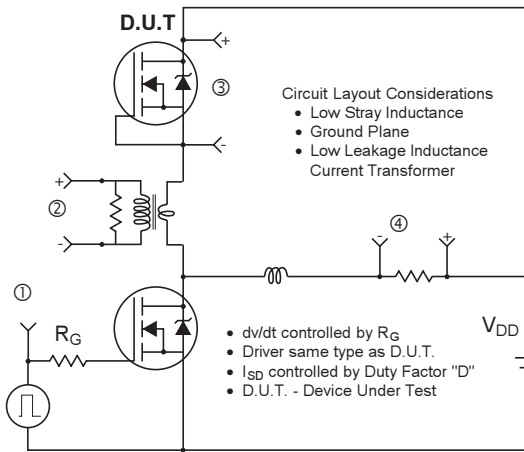 D.U.T
+
③
-
Circuit Layout Considerations
• Low Stray Inductance
• Ground Plane
• Low Leakage Inductance
Current Transformer
+
②
-
- ④ +
①
RG
VDD
• dv/dt controlled by RG
• Driver same type as D.U.T.
• ISD controlled by Duty Factor "D"
• D.U.T. - Device Under Test